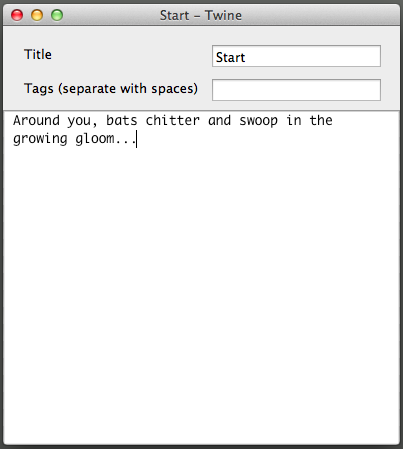 Start – Twine
Title
Start
Tags (separate with spaces)
Around you, bats chitter and swoop in the
growing gloom...